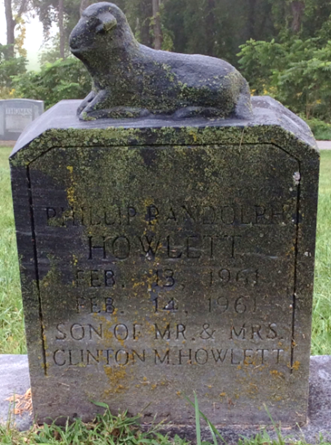 PHILLIP RANDOLPH
HOWLETT
FEB. 13, 1961
FEB. 14, 1961
SON OF MR. & MRS.
CLINTON M. HOWLETT